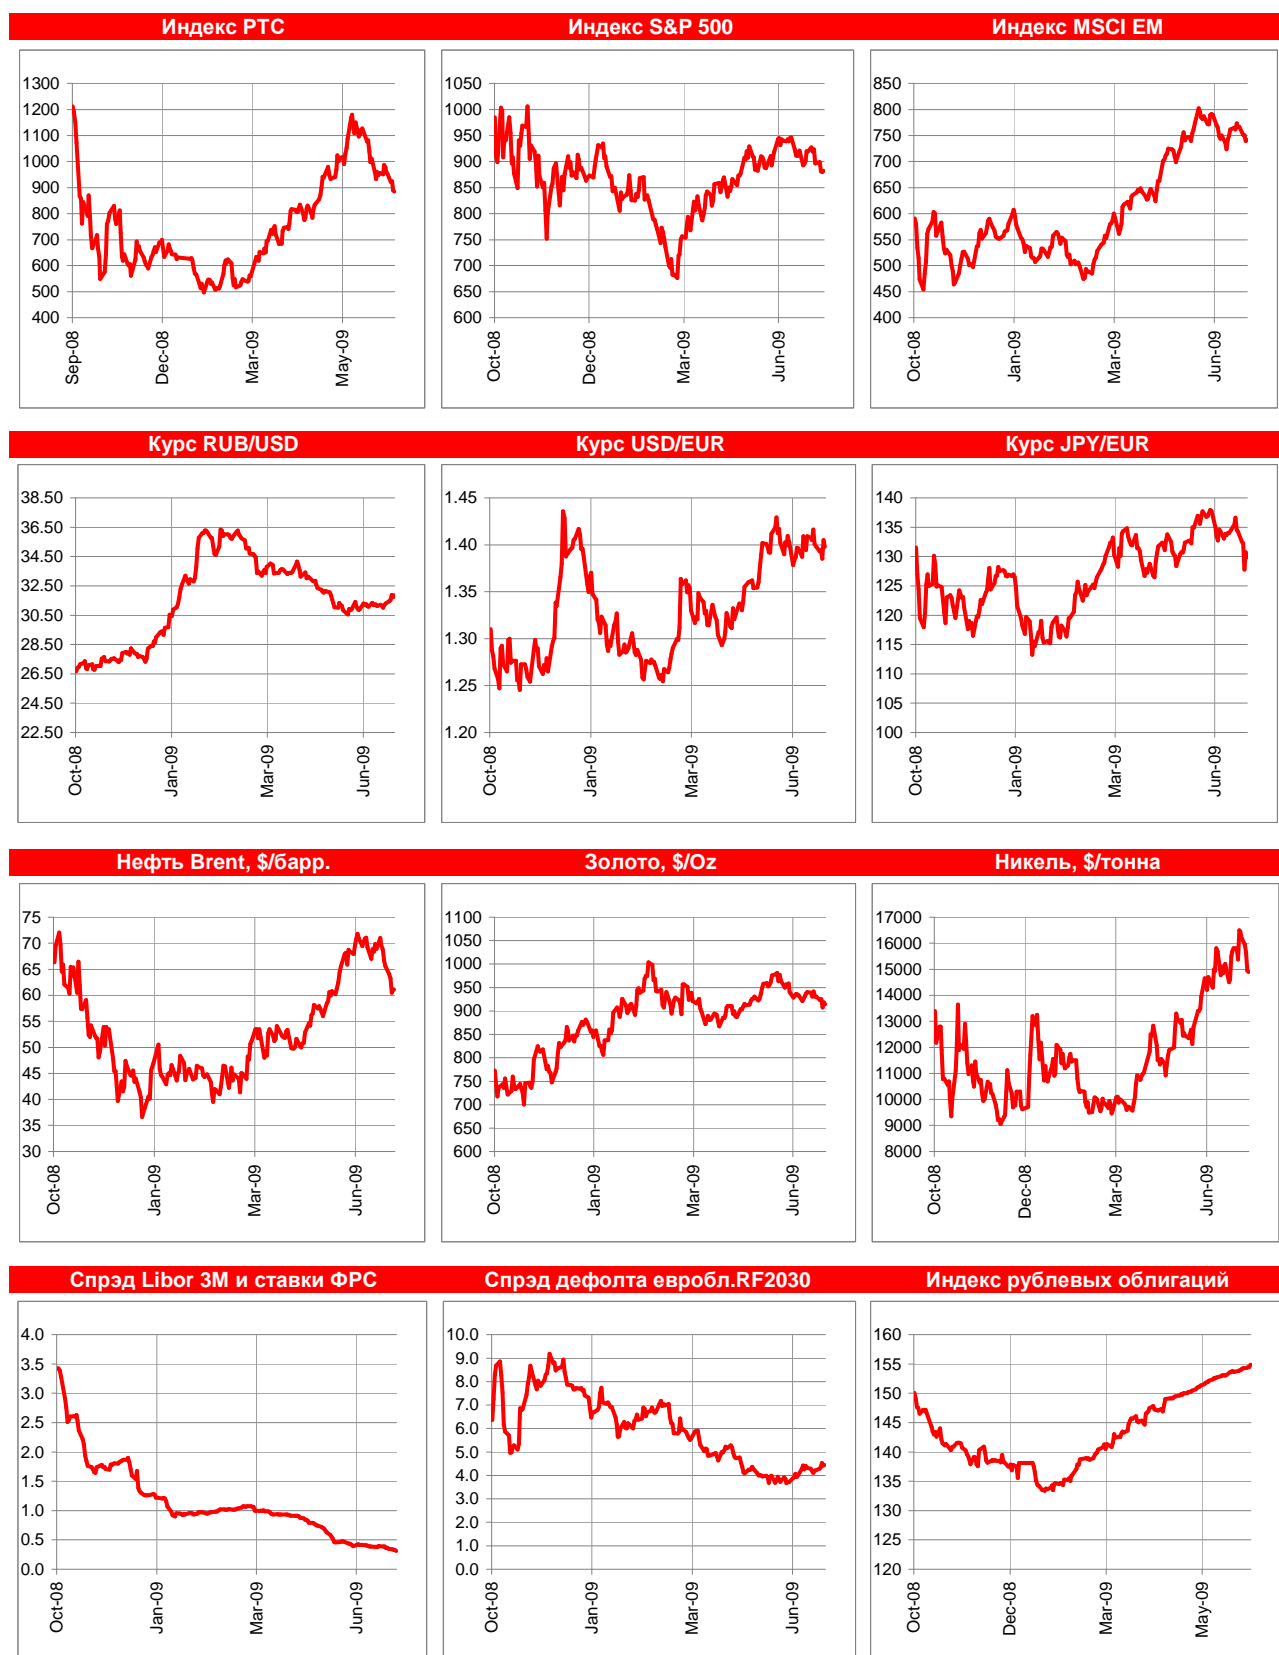 Индекс РТС
Индекс S&P 500
Индекс MSCI EM
1300
1200
1100
1000
900
800
700
600
500
400
Sep-08
Dec-08
Mar-09
May-09
1050
1000
950
900
850
800
750
700
650
600
Oct-08
Dec-08
Mar-09
Jun-09
850
800
750
700
650
600
550
500
450
400
Oct-08
Jan-09
Mar-09
Jun-09
Курс RUB/USD
Курс USD/EUR
Курс JPY/EUR
38.50
36.50
34.50
32.50
30.50
28.50
26.50
24.50
22.50
Oct-08
Jan-09
Mar-09
Jun-09
1.45
1.40
1.35
1.30
1.25
1.20
Oct-08
Jan-09
Mar-09
Jun-09
140
135
130
125
120
115
110
105
100
Oct-08
Jan-09
Mar-09
Jun-09
Нефть Brent, $/барр.
Золото, $/Oz
Никель, $/тонна
75
70
65
60
55
50
45
40
35
30
Oct-08
Jan-09
Mar-09
Jun-09
1100
1050
1000
950
900
850
800
750
700
650
600
Oct-08
Jan-09
Mar-09
Jun-09
17000
16000
15000
14000
13000
12000
11000
10000
9000
8000
Oct-08
Dec-08
Mar-09
Jun-09
Спрэд Libor 3M и ставки ФРС
Спрэд дефолта евробл.RF2030
Индекс рублевых облигаций
4.0
3.5
3.0
2.5
2.0
1.5
1.0
0.5
0.0
Oct-08
Jan-09
Mar-09
Jun-09
10.0
9.0
8.0
7.0
6.0
5.0
4.0
3.0
2.0
1.0
0.0
Oct-08
Jan-09
Mar-09
Jun-09
160
155
150
145
140
135
130
125
120
Oct-08
Dec-08
Mar-09
May-09